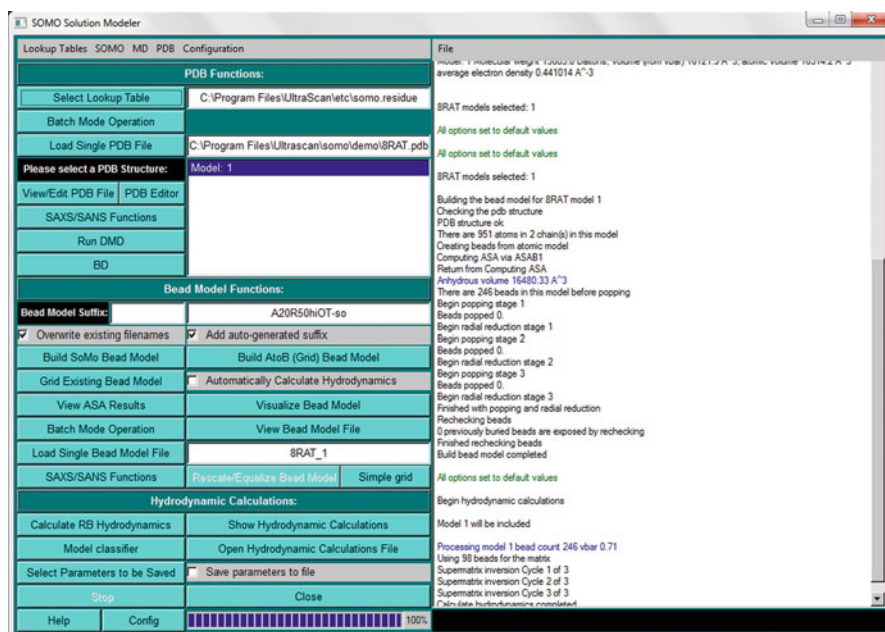 SOMO Solution Modeler
Lookup Tables SOMO MD PDB Configuration
PDB Functions:
Select Lookup Table
C:\Program Files\UltraScan\etc\somo.residue
Batch Mode Operation
Load Single PDB File
C:\Program Files\Ultrascan\somo\demo\8RAT.pdb
Please select a PDB Structure:
Model: 1
View/Edit PDB File
PDB Editor
SAXS/SANS Functions
Run DMD
BD
Bead Model Functions:
Bead Model Suffix:
A20R50hiOT-so
Overwrite existing filenames
Add auto-generated suffix
Build SoMo Bead Model
Build AtoB (Grid) Bead Model
Grid Existing Bead Model
Automatically Calculate Hydrodynamics
View ASA Results
Visualize Bead Model
Batch Mode Operation
View Bead Model File
Load Single Bead Model File
8RAT_1
SAXS/SANS Functions
Rescale/Equalize Bead Model
Simple grid
Hydrodynamic Calculations:
Calculate RB Hydrodynamics
Show Hydrodynamic Calculations
Model classifier
Open Hydrodynamic Calculations File
Select Parameters to be Saved
Save parameters to file
Stop
Close
Help
Config
100%
File
average electron density 0.441014 A^-3
8RAT models selected: 1
All options set to default values
All options set to default values
8RAT models selected: 1
Building the bead model for 8RAT model 1
Checking the pdb structure
PDB structure ok
There are 951 atoms in 2 chain(s) in this model
Creating beads from atomic model
Computing ASA via ASAB1
Return from Computing ASA
Anhydrous volume 16480.33 A^3
There are 246 beads in this model before popping
Begin popping stage 1
Beads popped 0.
Begin radial reduction stage 1
Begin popping stage 2
Beads popped 0.
Begin radial reduction stage 2
Begin popping stage 3
Beads popped 0.
Begin radial reduction stage 3
Finished with popping and radial reduction
Rechecking beads
0 previously buried beads are exposed by rechecking
Finished rechecking beads
Build bead model completed
All options set to default values
Begin hydrodynamic calculations
Model 1 will be included
Processing model 1 bead count 246 vbar 0.71
Using 98 beads for the matrix
Supermatrix inversion Cycle 1 of 3
Supermatrix inversion Cycle 2 of 3
Supermatrix inversion Cycle 3 of 3
Calculate hydrodynamics completed